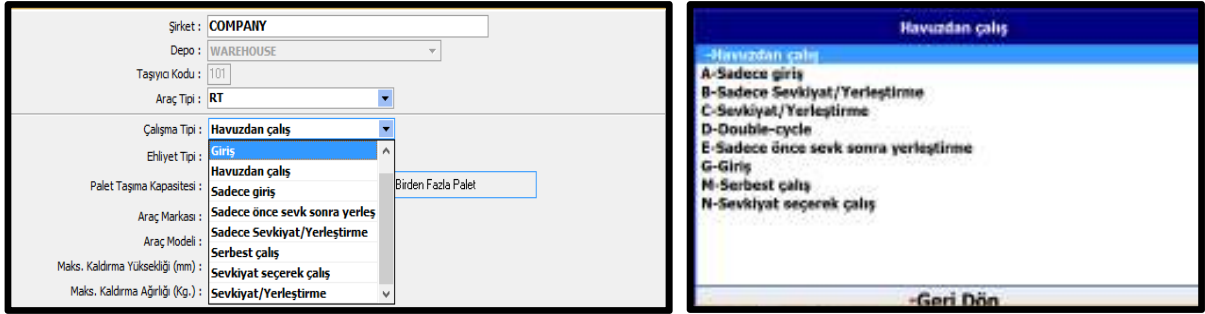 Şirket : COMPANY
Depo : WAREHOUSE
Taşıyıcı Kodu : 101
Araç Tipi : RT
Çalışma Tipi : Havuzdan çalış
Ehliyet Tipi :
Palet Taşıma Kapasitesi :
Araç Markası :
Araç Modeli :
Maks. Kaldırma Yüksekliği (mm) :
Maks. Kaldırma Ağırlığı (Kg.) :
Giriş
Havuzdan çalış
Sadece giriş
Sadece önce sevk sonra yerleş
Sadece Sevkiyat/Yerleştirme
Serbest çalış
Sevkiyat seçerek çalış
Sevkiyat/Yerleştirme
Birden Fazla Palet
Havuzdan çalış
-Havuzdan çalış
A-Sadece giriş
B-Sadece Sevkiyat/Yerleştirme
C-Sevkiyat/Yerleştirme
D-Double-cycle
E-Sadece önce sevk sonra yerleştirme
G-Giriş
M-Serbest çalış
N-Sevkiyat seçerek çalış
-Geri Dön